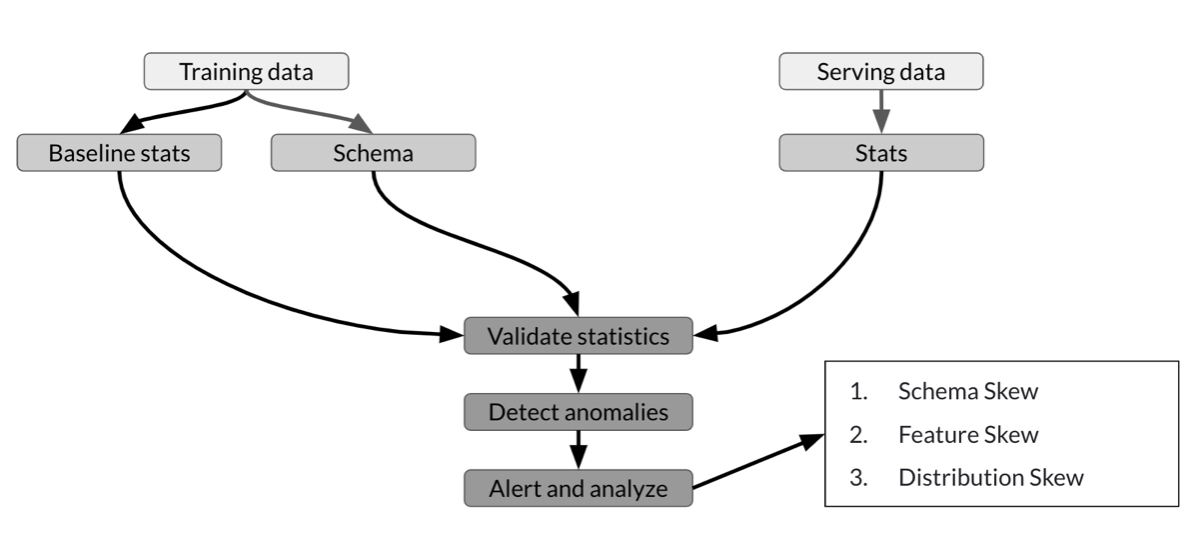 Training data
Serving data
Baseline stats
Schema
Stats
Validate statistics
Detect anomalies
Alert and analyze
1. Schema Skew
2. Feature Skew
3. Distribution Skew